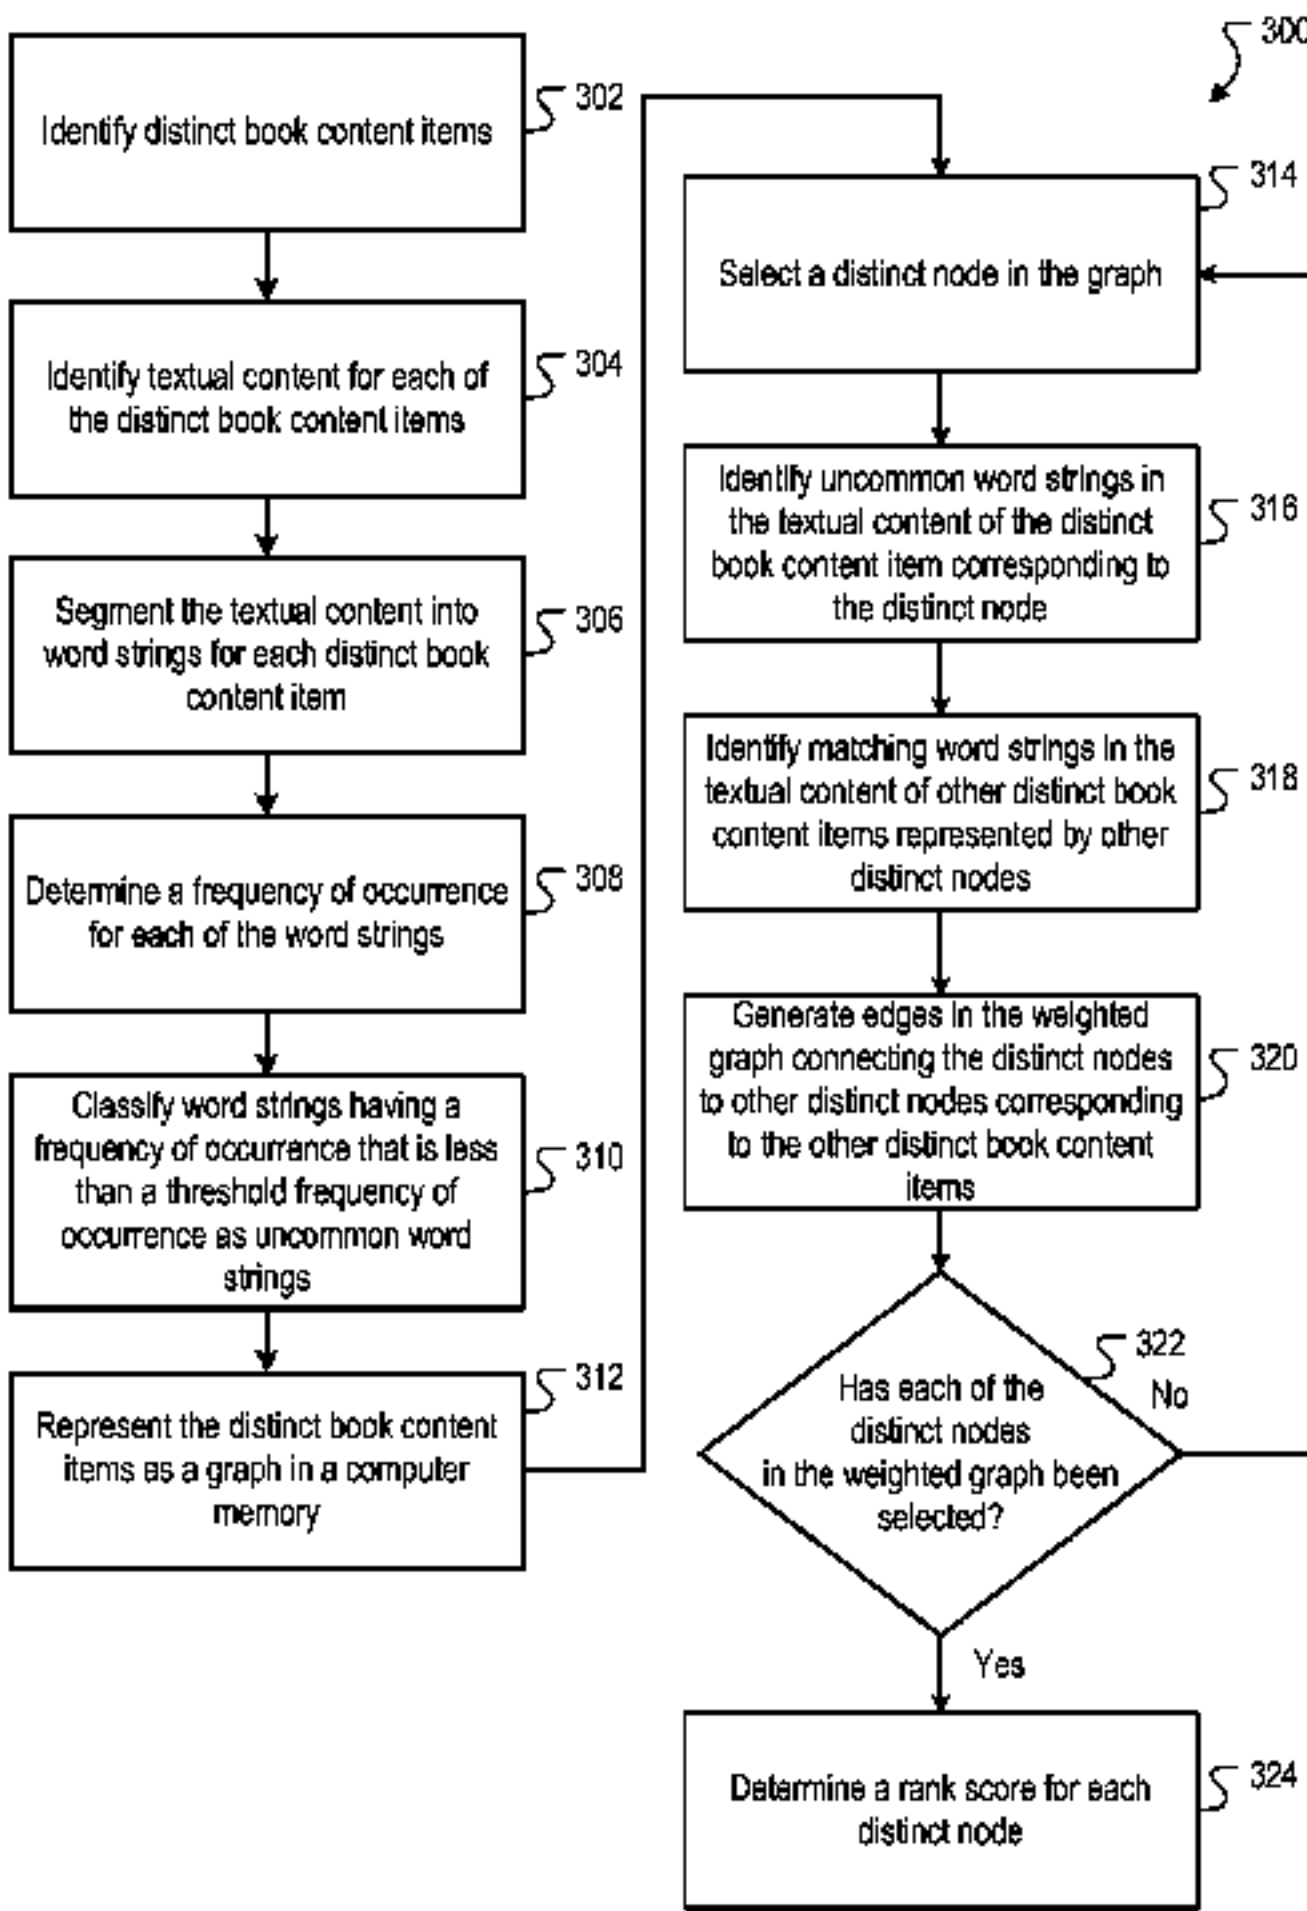 300
Identify distinct book content items
302
Identify textual content for each of
the distinct book content items
304
Segment the textual content into
word strings for each distinct book
content item
306
Determine a frequency of occurrence
for each of the word strings
308
Classify word strings having a
frequency of occurrence that is less
than a threshold frequency of
occurrence as uncommon word
strings
310
Represent the distinct book content
items as a graph in a computer
memory
312
Select a distinct node in the graph
314
Identify uncommon word strings in
the textual content of the distinct
book content item corresponding to
the distinct node
316
Identify matching word strings in the
textual content of other distinct book
content items represented by other
distinct nodes
318
Generate edges in the weighted
graph connecting the distinct nodes
to other distinct nodes corresponding
to the other distinct book content
items
320
Has each of the
distinct nodes
in the weighted graph been
selected?
322
No
Yes
Determine a rank score for each
distinct node
324